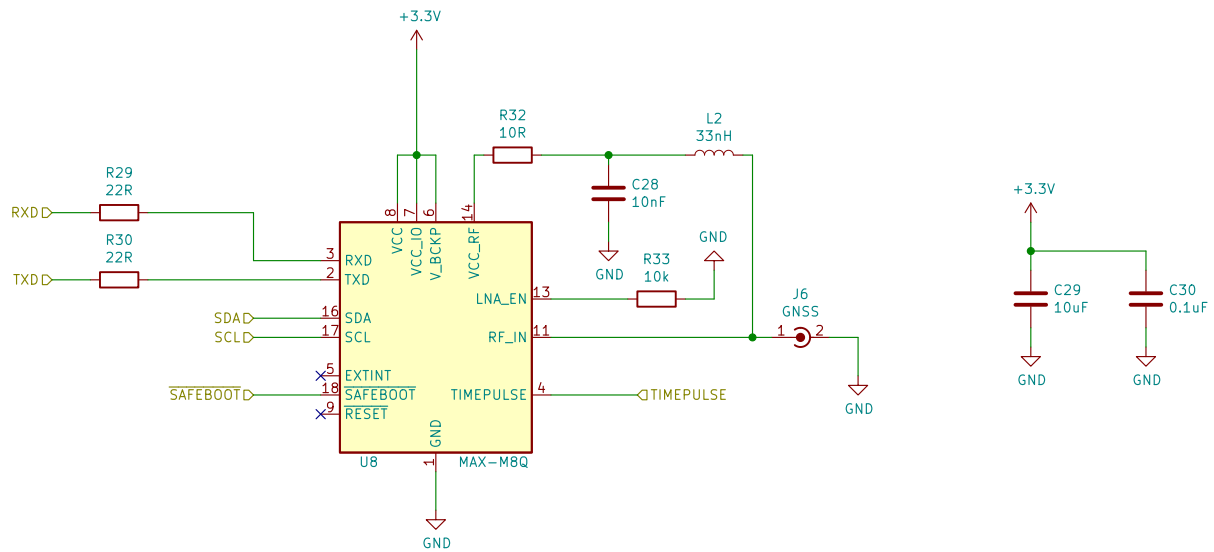 +3.3V
R32
10R
L2
33nH
R29
22R
RXD
C28
10nF
+3.3V
8
7
6
14
VCC
VCC_IO
V_BCKP
VCC_RF
GND
R30
22R
3
RXD
GND
R33
10k
TXD
2
TXD
LNA_EN
13
J6
GNSS
C29
10uF
C30
0.1uF
SDA
16
SDA
SCL
17
SCL
RF_IN
11
1
2
5
EXTINT
GND
GND
SAFEBOOT
18
SAFEBOOT
TIMEPULSE
4
TIMEPULSE
9
RESET
GND
GND
1
U8
MAX-M8Q
GND